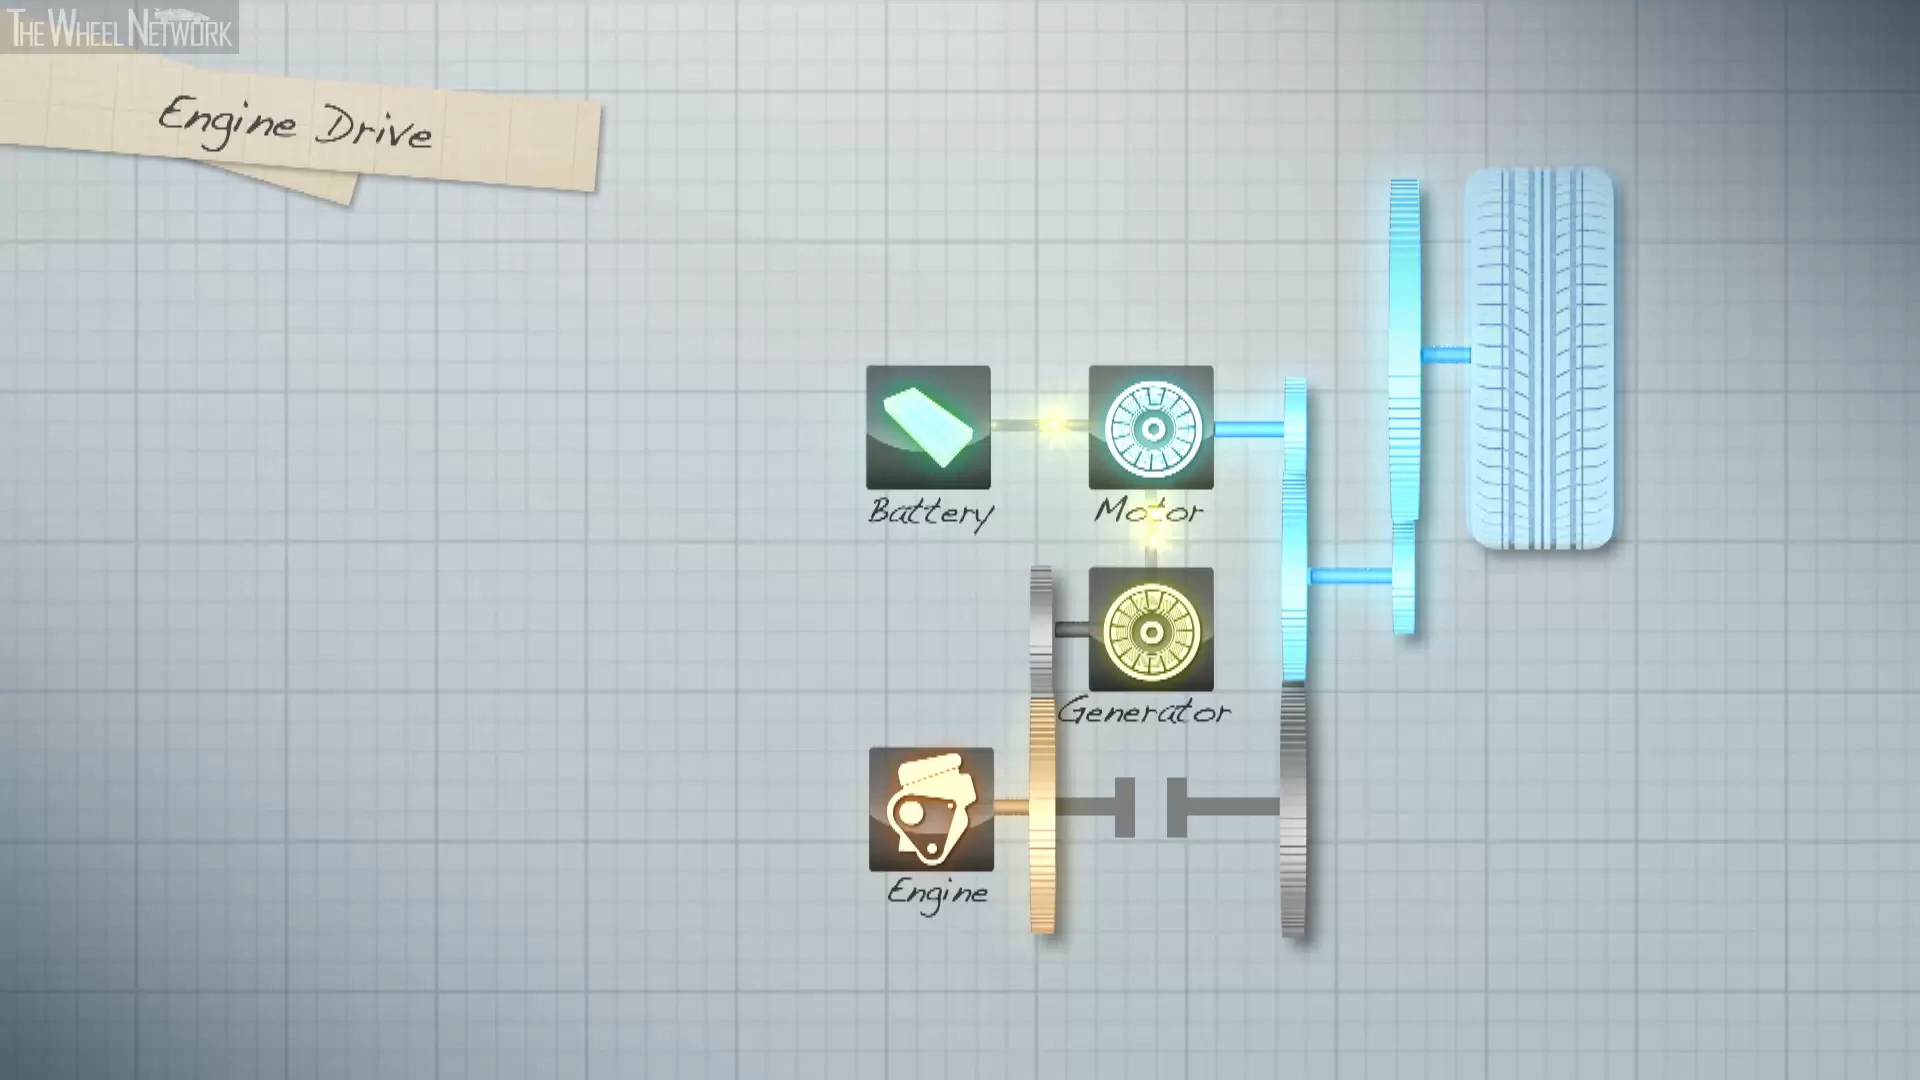 THE WHEEL NETWORK
Engine Drive
Battery
Motor
Generator
Engine